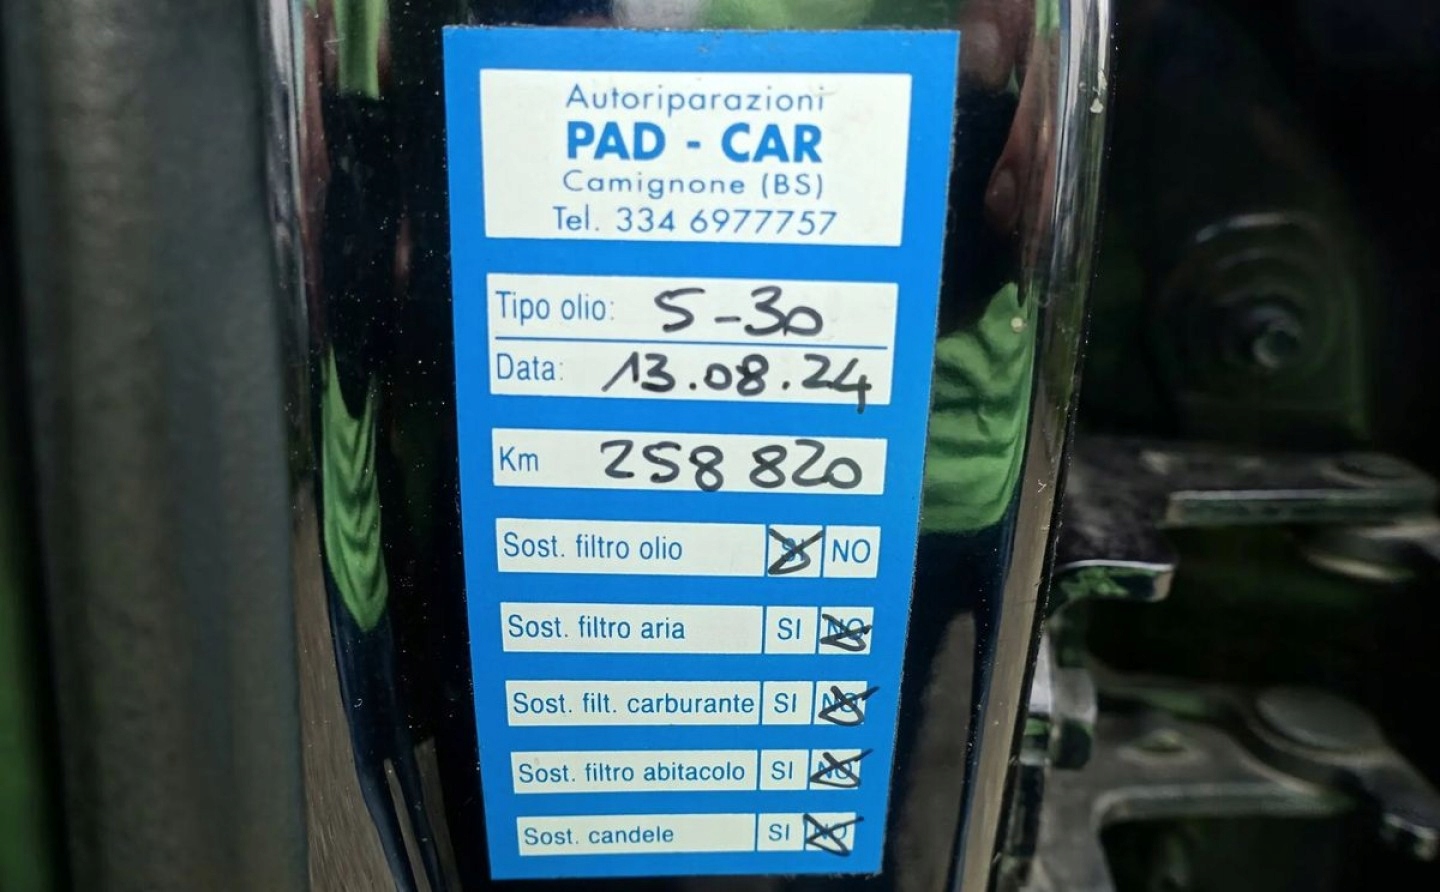 Autoriparazioni
PAD - CAR
Camignone (BS)
Tel. 334 6977757
Tipo olio: 5-30
Data: 13.08.24
Km 258 820
Sost. filtro olio SI NO
Sost. filtro aria SI NO
Sost. filt. carburante SI NO
Sost. filtro abitacolo SI NO
Sost. candele SI NO